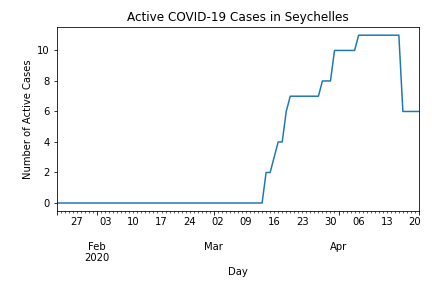 Active COVID-19 Cases in Seychelles
Number of Active Cases
10
8
6
4
2
0
27 03 10 17 24 02 09 16 23 30 06 13 20
Feb Mar Apr
2020
Day